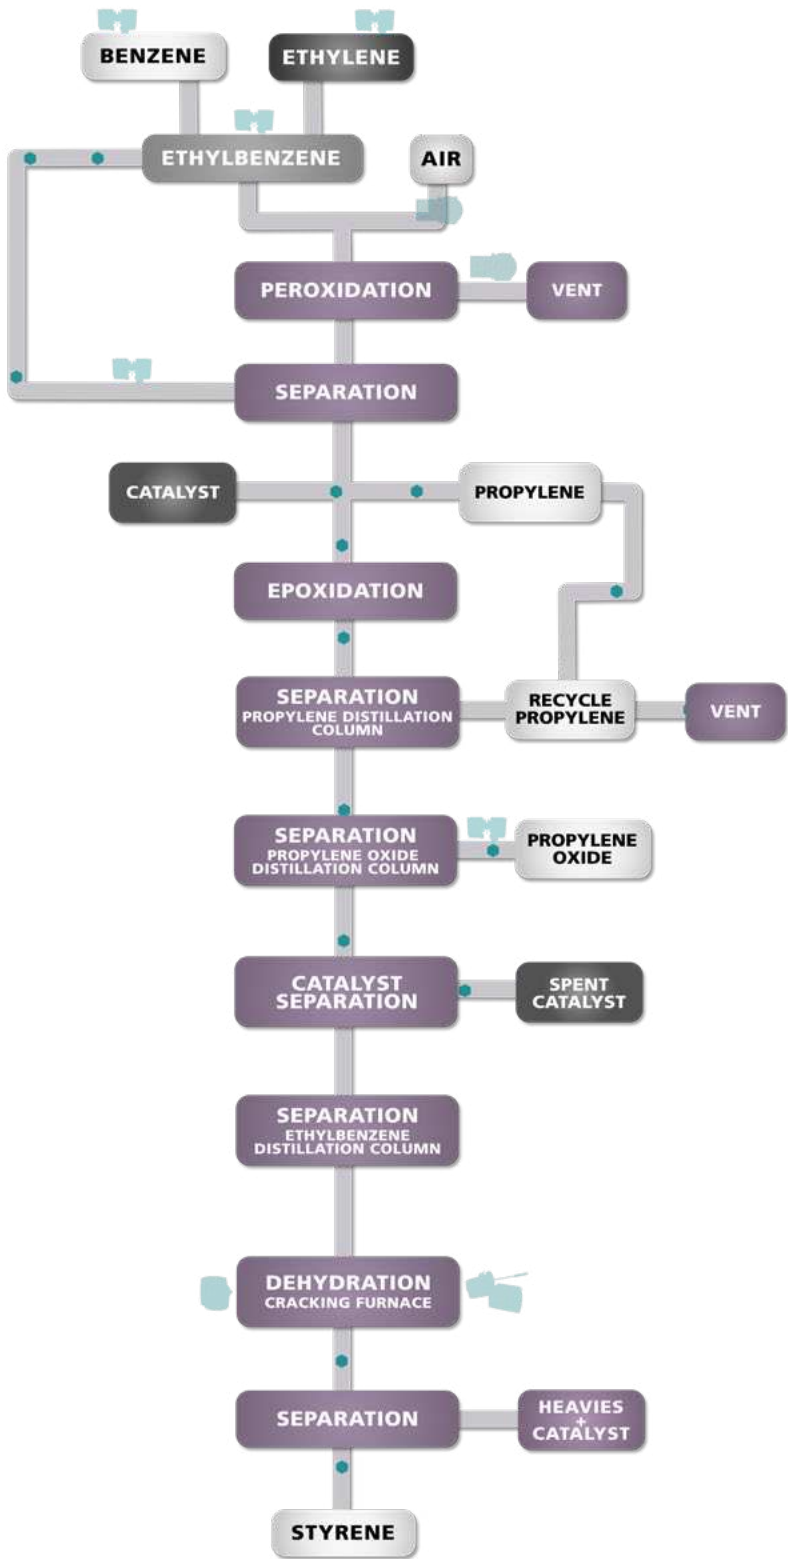 BENZENE
ETHYLENE
ETHYLBENZENE
AIR
PEROXIDATION
VENT
SEPARATION
CATALYST
PROPYLENE
EPOXIDATION
SEPARATION
PROPYLENE DISTILLATION
COLUMN
RECYCLE
PROPYLENE
VENT
SEPARATION
PROPYLENE OXIDE
DISTILLATION COLUMN
PROPYLENE
OXIDE
CATALYST
SEPARATION
SPENT
CATALYST
SEPARATION
ETHYLBENZENE
DISTILLATION COLUMN
DEHYDRATION
CRACKING FURNACE
SEPARATION
HEAVIES
+
CATALYST
STYRENE